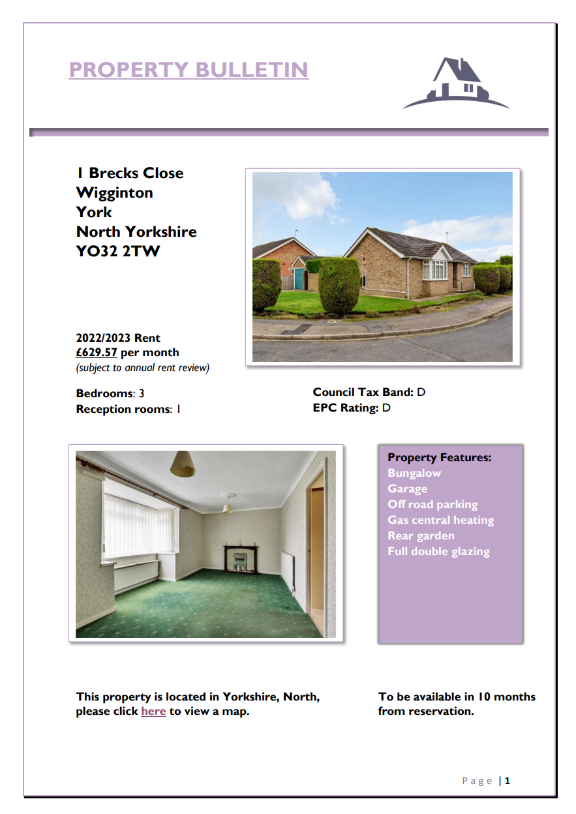 PROPERTY BULLETIN
1 Brecks Close
Wigginton
York
North Yorkshire
YO32 2TW
2022/2023 Rent
£629.57 per month
(subject to annual rent review)
Bedrooms: 3
Reception rooms: 1
Council Tax Band: D
EPC Rating: D
Property Features:
Bungalow
Garage
Off road parking
Gas central heating
Rear garden
Full double glazing
This property is located in Yorkshire, North,
please click here to view a map.
To be available in 10 months
from reservation.
Page | 1